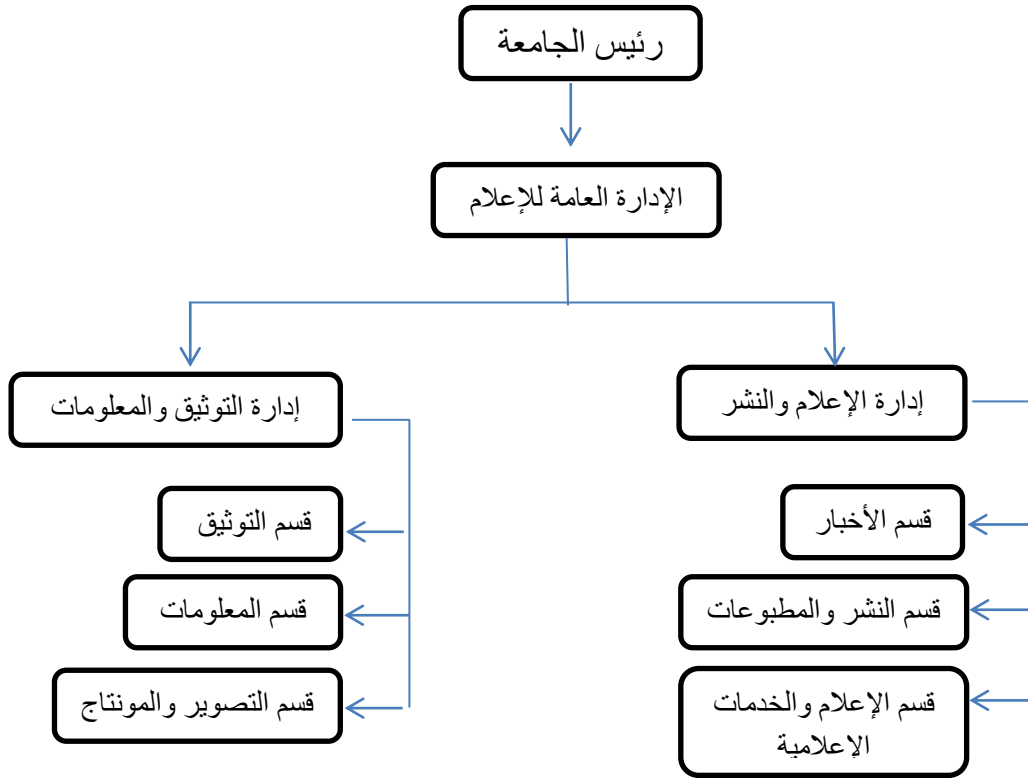 رئيس الجامعة
الإدارة العامة للإعلام
إدارة الإعلام والنشر
إدارة التوثيق والمعلومات
قسم الأخبار
قسم التوثيق
قسم النشر والمطبوعات
قسم المعلومات
قسم الإعلام والخدمات
الإعلامية
قسم التصوير والمونتاج